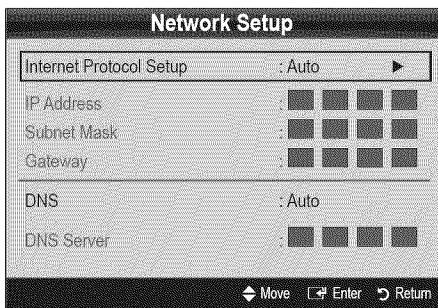 Network Setup
Internet Protocol Setup : Auto ►
IP Address :
Subnet Mask :
Gateway :
DNS : Auto
DNS Server :
Move Enter Return